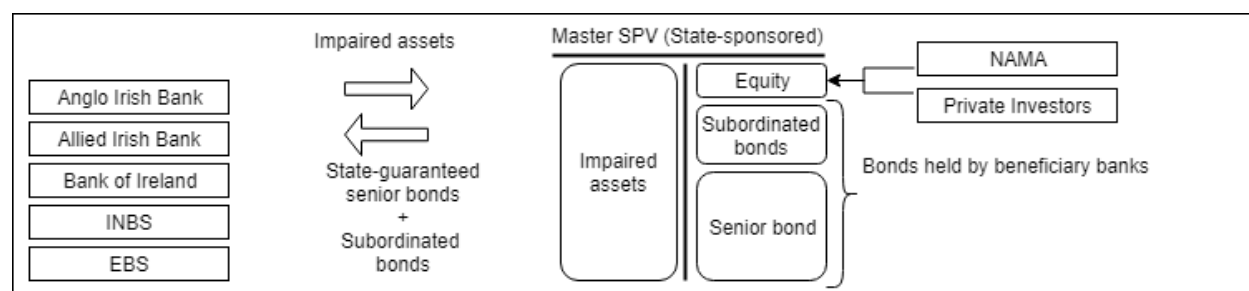 Impaired assets
Master SPV (State-sponsored)
Anglo Irish Bank
Allied Irish Bank
Bank of Ireland
INBS
EBS
State-guaranteed
senior bonds
+
Subordinated
bonds
Impaired
assets
Equity
Subordinated
bonds
Senior bond
NAMA
Private Investors
Bonds held by beneficiary banks